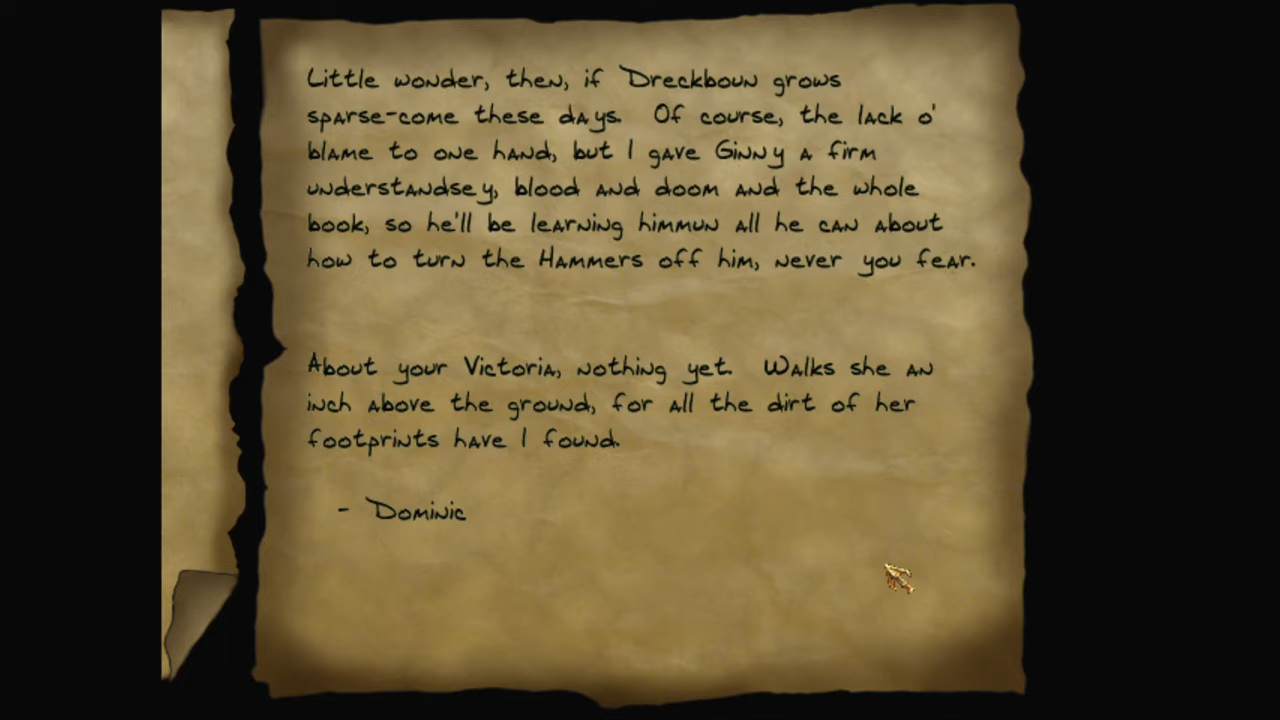 Little wonder, then, if Dreckboun grows
sparse-come these days.  Of course, the lack o'
blame to one hand, but I gave Ginny a firm
understandsey, blood and doom and the whole
book, so he'll be learning himmun all he can about
how to turn the Hammers off him, never you fear.
About your Victoria, nothing yet.  Walks she an
inch above the ground, for all the dirt of her
footprints have I found.
- Dominic